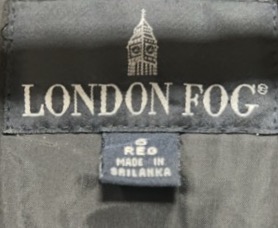 LONDON FOG®
6
REG
MADE IN
SRILANKA